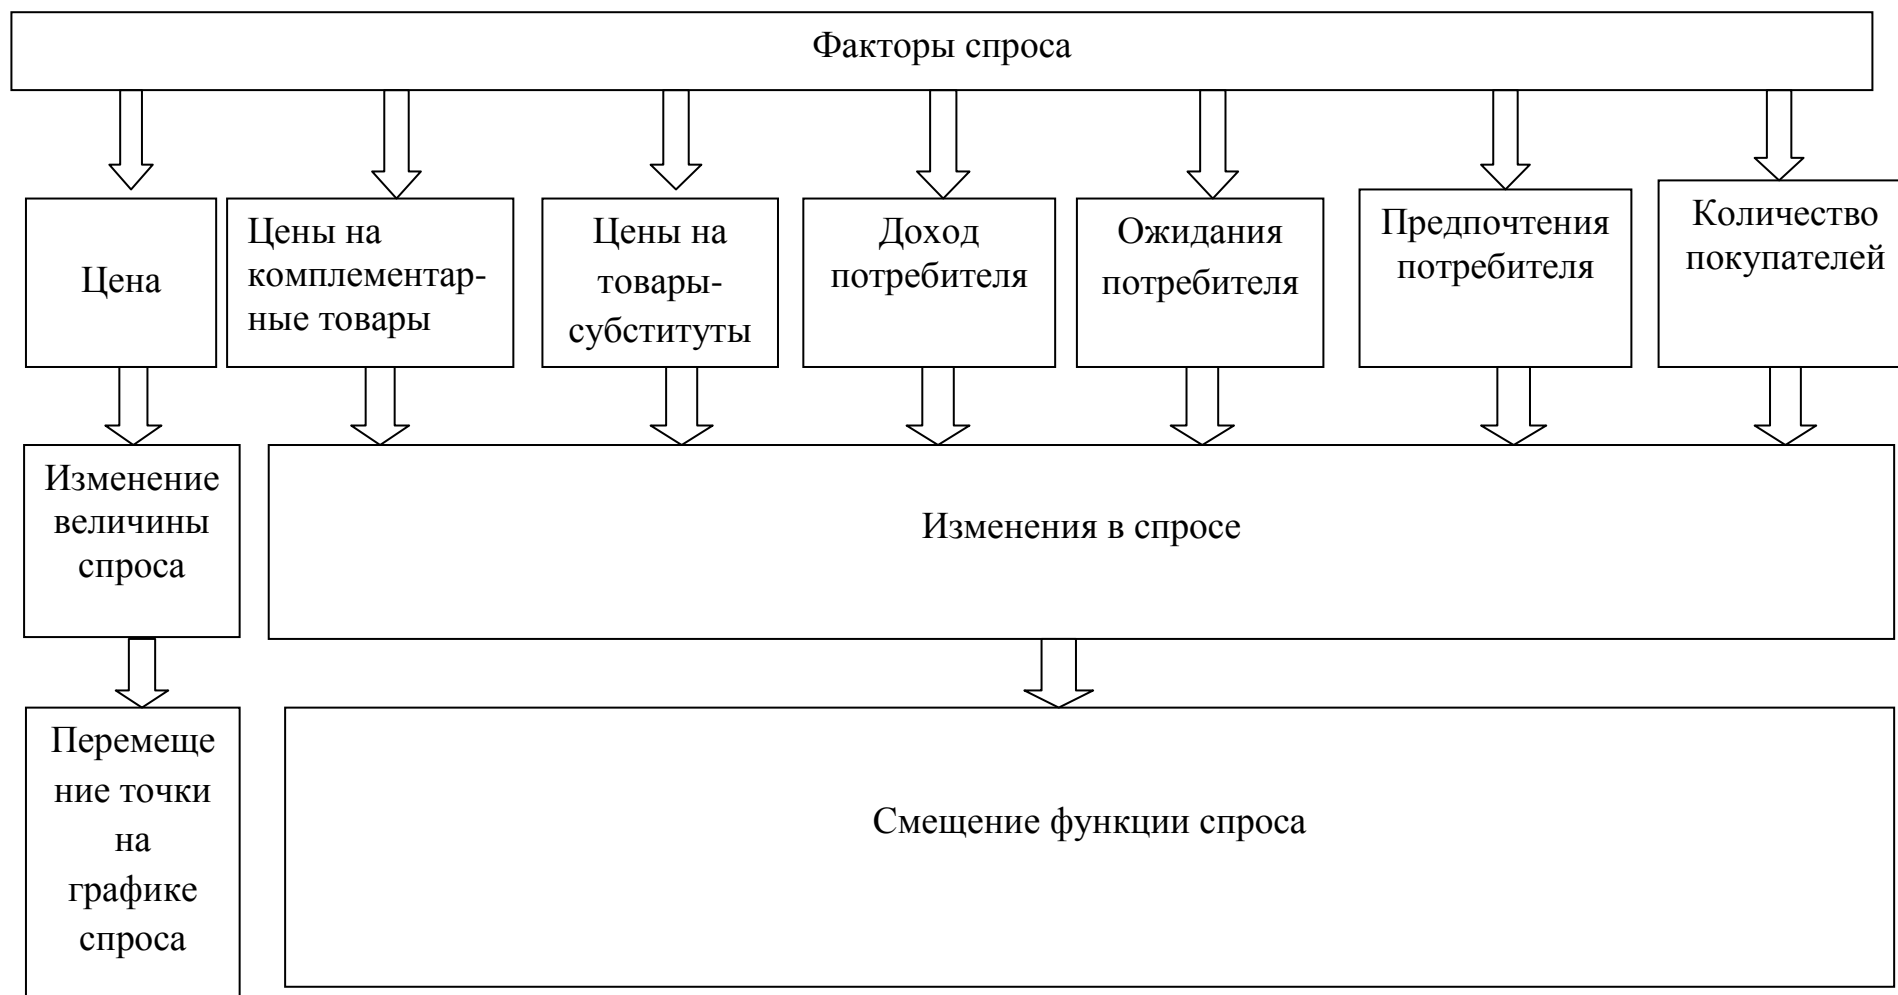 Факторы спроса
Цена
Цены на
комплементар-
ные товары
Цены на
товары-
субституты
Доход
потребителя
Ожидания
потребителя
Предпочтения
потребителя
Количество
покупателей
Изменение
величины
спроса
Изменения в спросе
Перемеще
ние точки
на
графике
спроса
Смещение функции спроса